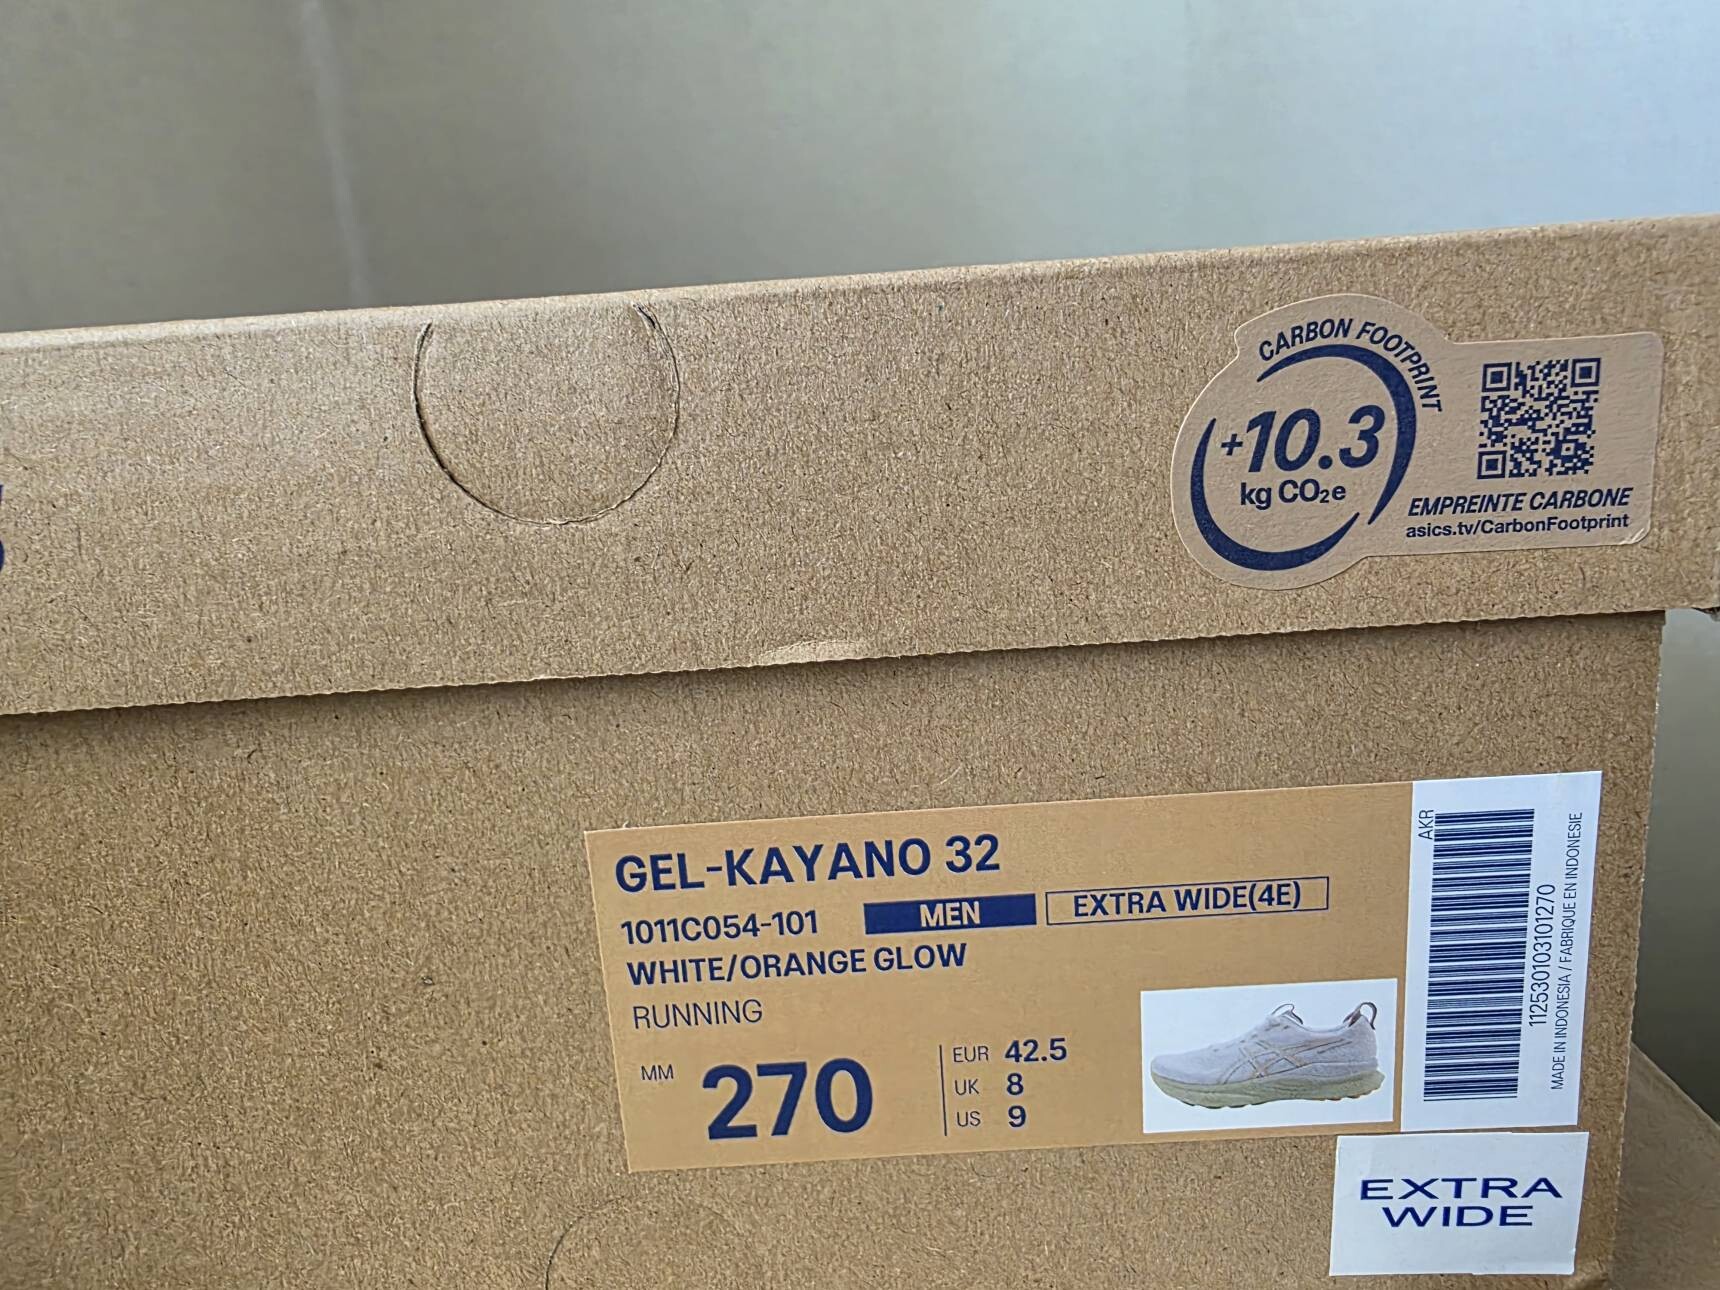 CARBON FOOTPRINT
+10.3
kg CO₂e
EMPREINTE CARBONE
asics.tv/CarbonFootprint
GEL-KAYANO 32
1011C054-101 MEN EXTRA WIDE(4E)
WHITE/ORANGE GLOW
RUNNING
MM 270
EUR 42.5
UK 8
US 9
AKR
112530103101270
MADE IN INDONESIA / FABRIQUE EN INDONESIE
EXTRA
WIDE